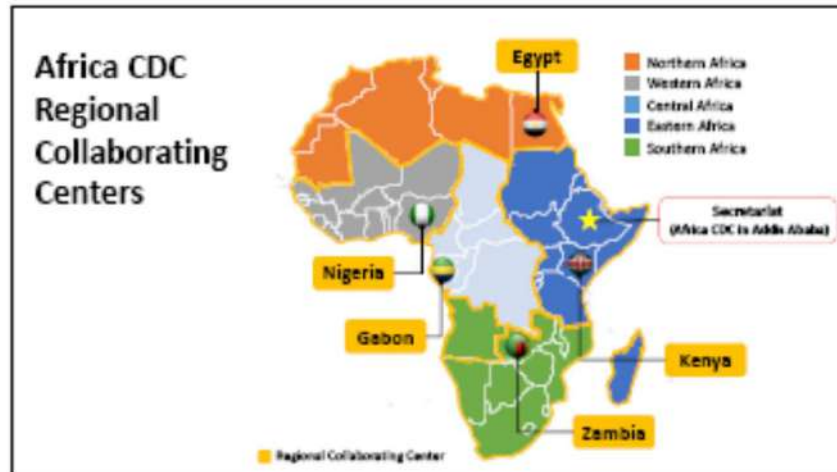 Africa CDC
Regional
Collaborating
Centers
Egypt
Northern Africa
Western Africa
Central Africa
Eastern Africa
Southern Africa
Secretariat
(Africa CDC in Addis Ababa)
Nigeria
Gabon
Kenya
Zambia
Regional Collaborating Center